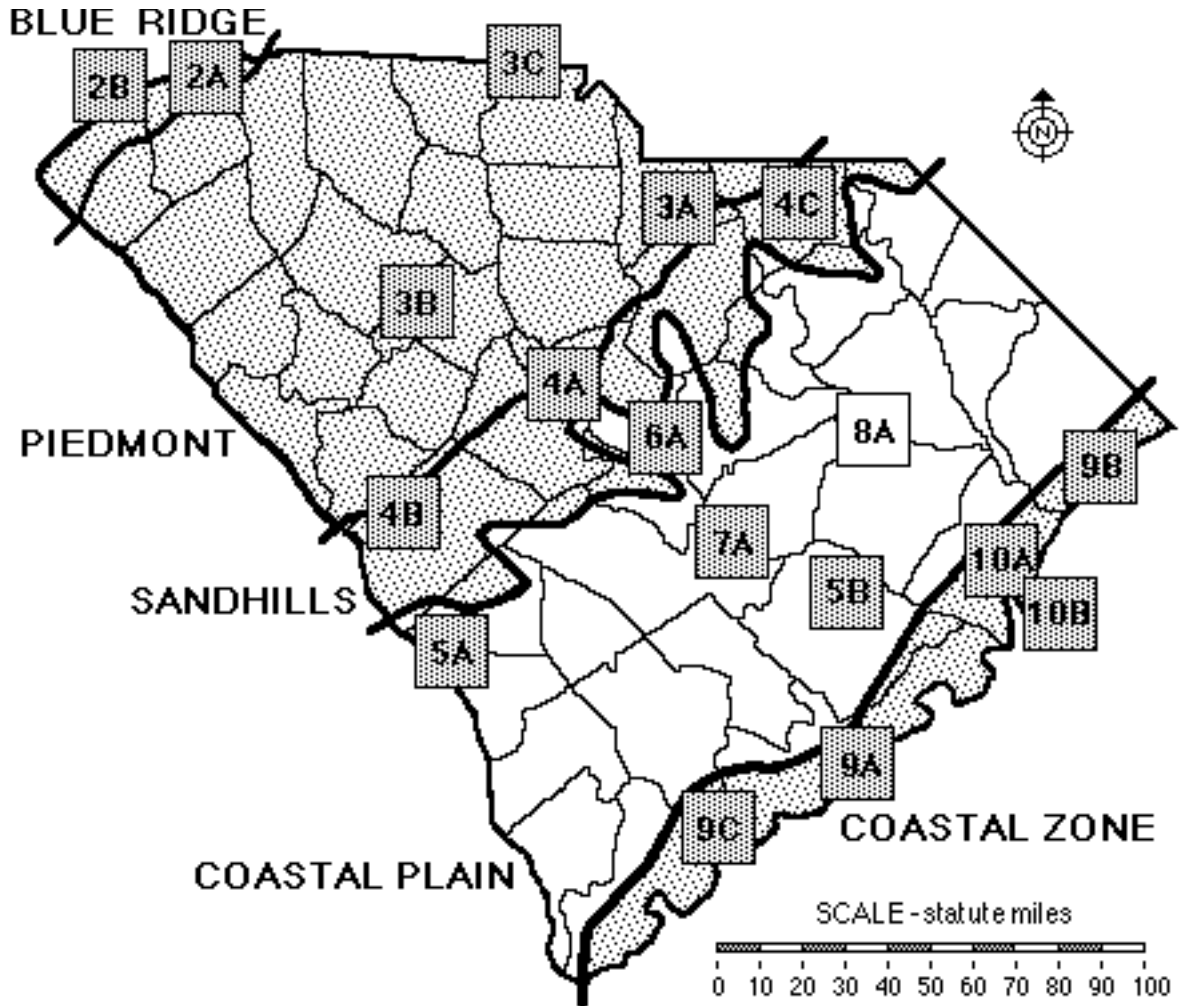 BLUE RIDGE
2B
2A
3C
N
3A
4C
3B
4A
6A
8A
PIEDMONT
9B
4B
7A
10A
SANDHILLS
5B
10B
5A
9A
9C
COASTAL ZONE
COASTAL PLAIN
SCALE - statute miles
0 10 20 30 40 50 60 70 80 90 100